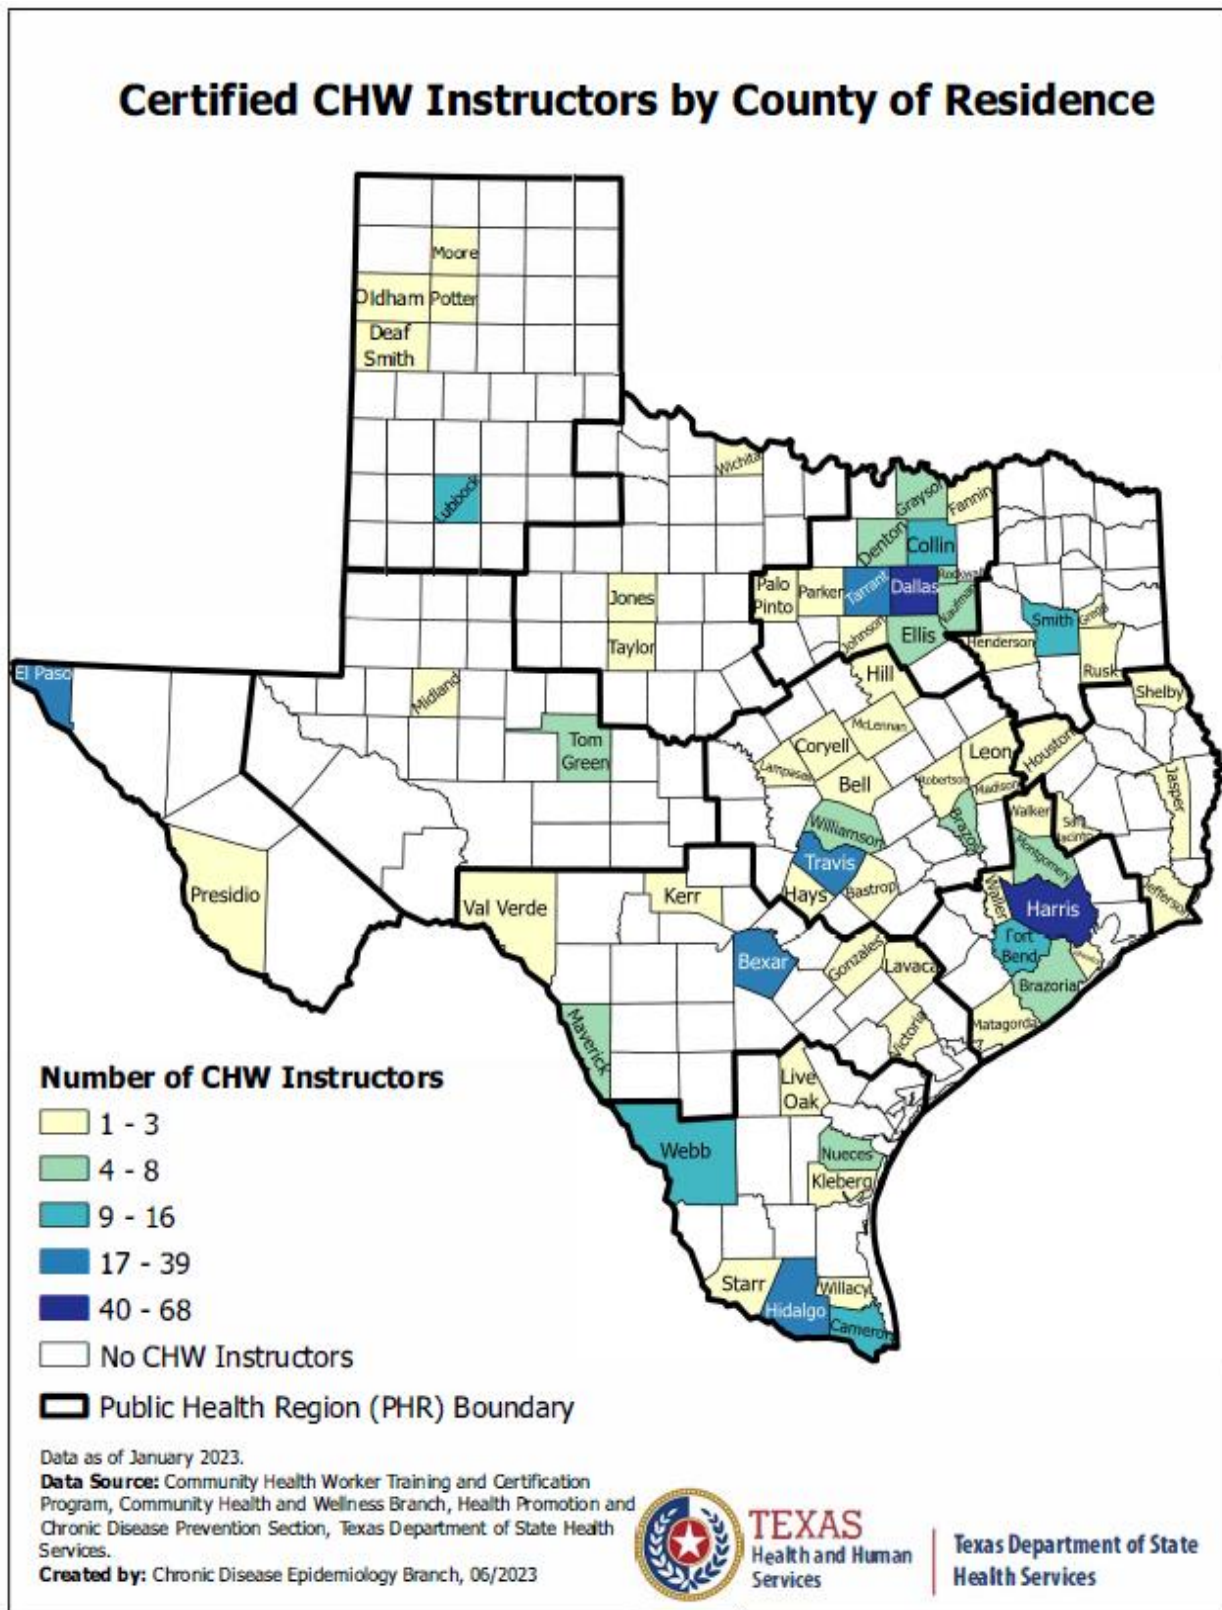 Certified CHW Instructors by County of Residence
Moore
Oldham
Potter
Deaf
Smith
Lubbock
Wichita
Grayson
Fannin
Denton
Collin
Palo
Pinto
Parker
Tarrant
Dallas
Rockwall
Kaufman
Jones
Taylor
Johnson
Ellis
Henderson
Smith
Gregg
Rusk
Shelby
El Paso
Midland
Tom
Green
Hill
McLennan
Coryell
Lampasas
Bell
Leon
Robertson
Madison
Houston
Jasper
Walker
San
Jacinto
Williamson
Brazos
Montgomery
Travis
Hays
Bastrop
Waller
Harris
Jefferson
Presidio
Val Verde
Kerr
Bexar
Gonzales
Lavaca
Fort
Bend
Brazoria
Matagorda
Victoria
Maverick
Live
Oak
Webb
Nueces
Kleberg
Starr
Hidalgo
Willacy
Cameron
Number of CHW Instructors
1 - 3
4 - 8
9 - 16
17 - 39
40 - 68
No CHW Instructors
Public Health Region (PHR) Boundary
Data as of January 2023.
Data Source: Community Health Worker Training and Certification
Program, Community Health and Wellness Branch, Health Promotion and
Chronic Disease Prevention Section, Texas Department of State Health
Services.
Created by: Chronic Disease Epidemiology Branch, 06/2023
TEXAS
Health and Human
Services
Texas Department of State
Health Services